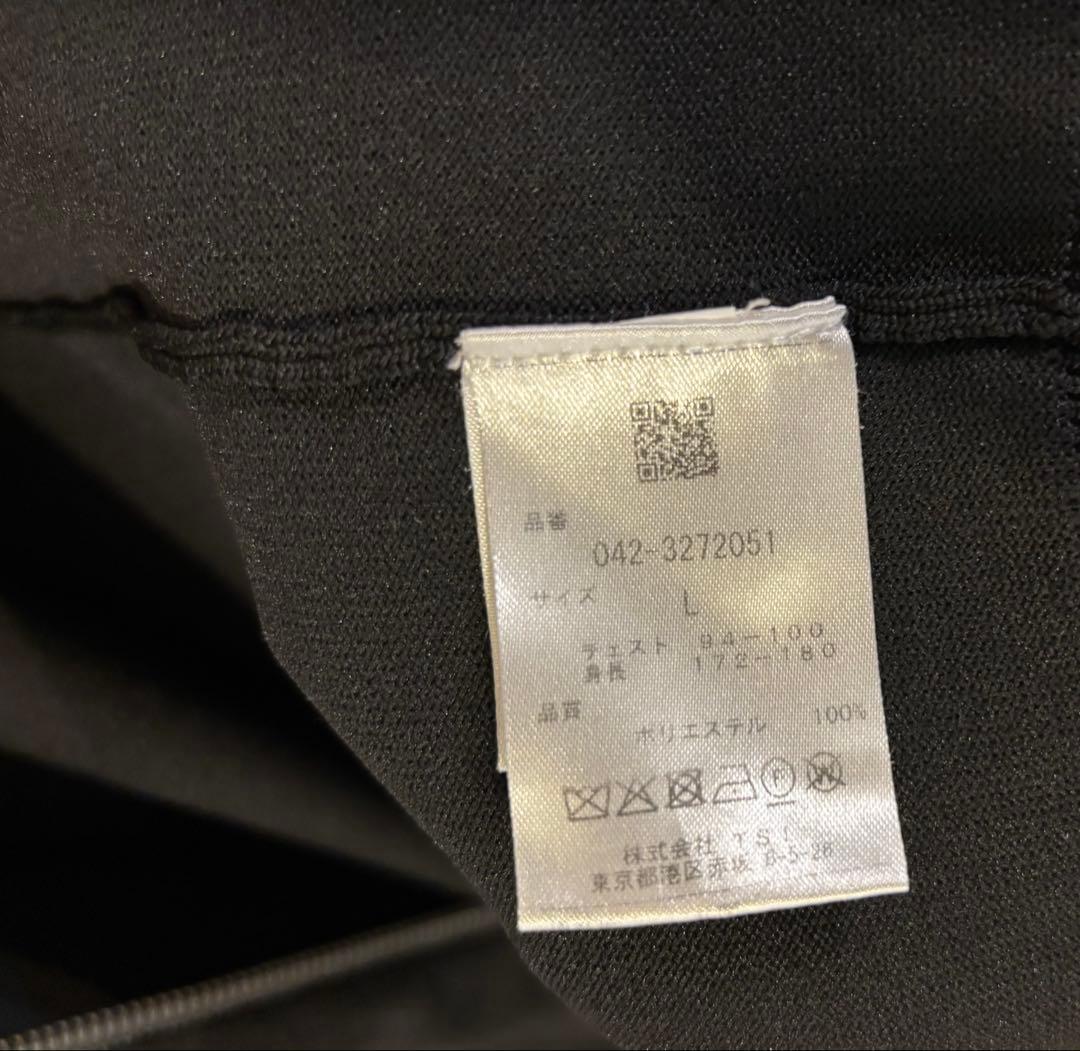 品番
042-3272051
サイズ L
チェスト 94-100
身長 172-180
品質
ポリエステル 100%
P W
株式会社 TSI
東京都港区赤坂 8-5-28